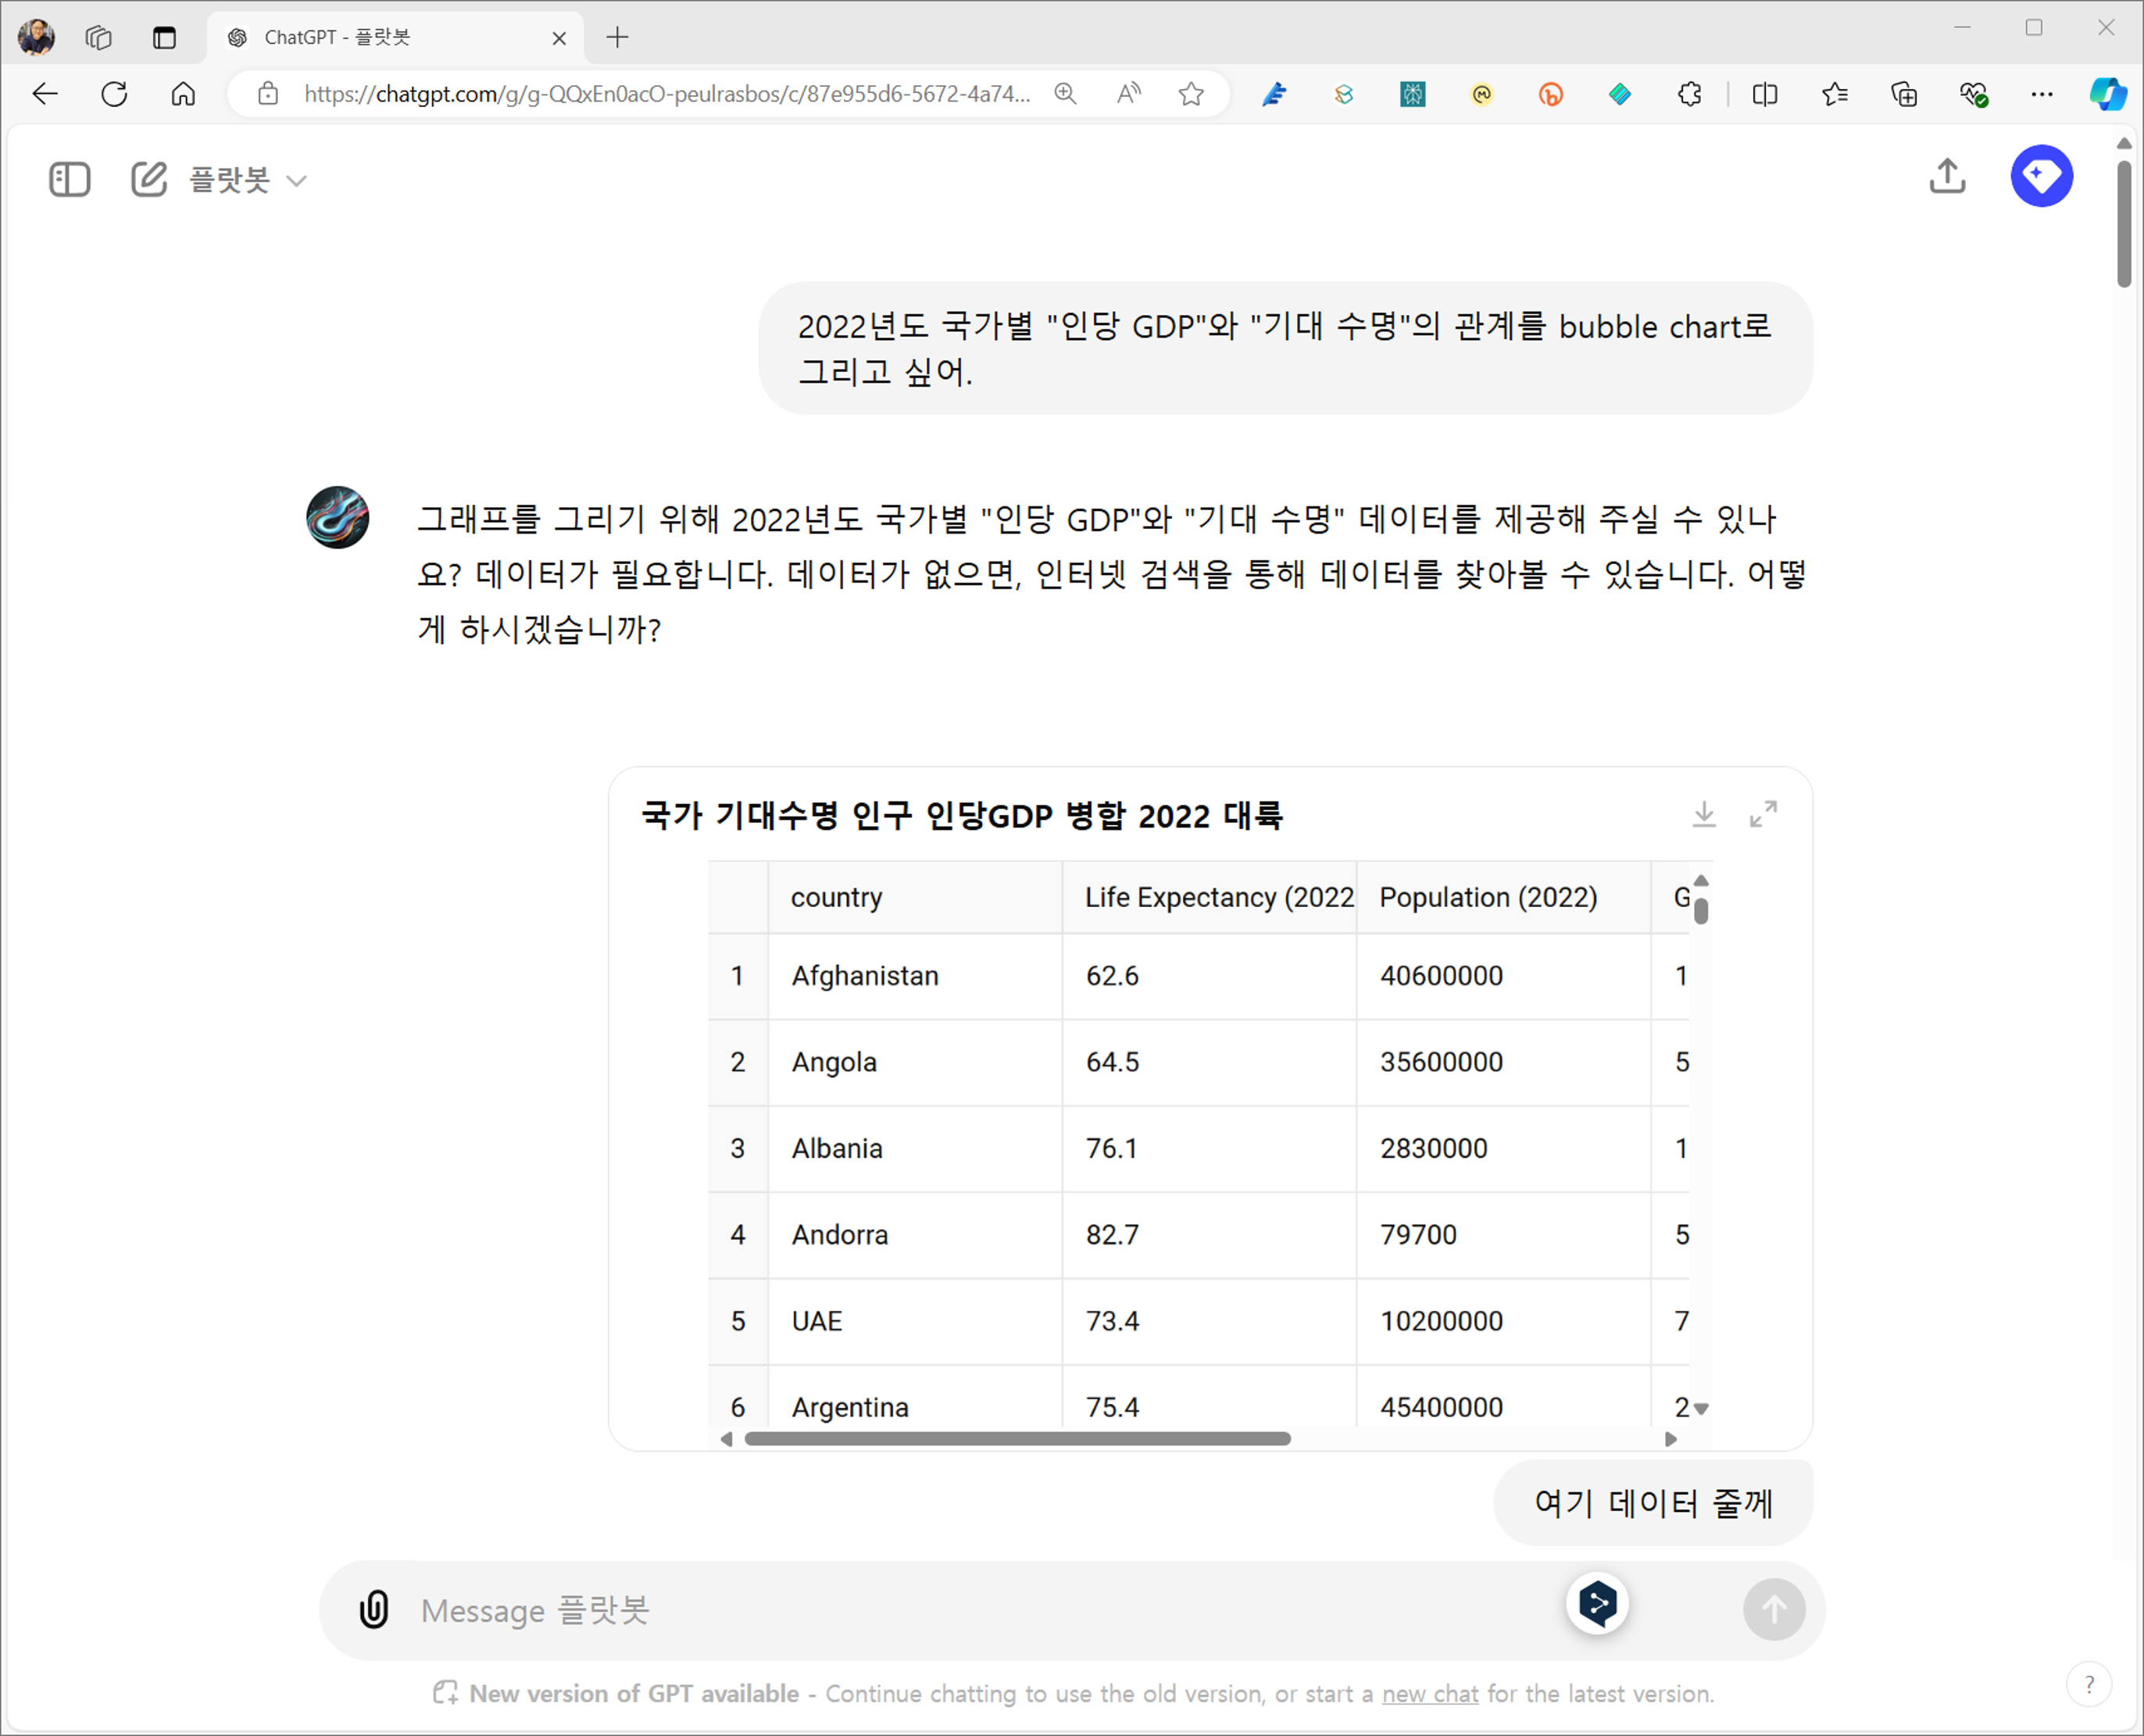 ChatGPT - 플랏봇
https://chatgpt.com/g/g-QQxEn0acO-peulrasbos/c/87e955d6-5672-4a74...
플랏봇
2022년도 국가별 "인당 GDP"와 "기대 수명"의 관계를 bubble chart로
그리고 싶어.
그래프를 그리기 위해 2022년도 국가별 "인당 GDP"와 "기대 수명" 데이터를 제공해 주실 수 있나
요? 데이터가 필요합니다. 데이터가 없으면, 인터넷 검색을 통해 데이터를 찾아볼 수 있습니다. 어떻
게 하시겠습니까?
국가 기대수명 인구 인당GDP 병합 2022 대륙
country Life Expectancy (2022 Population (2022) G
1 Afghanistan 62.6 40600000 1
2 Angola 64.5 35600000 5
3 Albania 76.1 2830000 1
4 Andorra 82.7 79700 5
5 UAE 73.4 10200000 7
6 Argentina 75.4 45400000 2
여기 데이터 줄께
Message 플랏봇
New version of GPT available - Continue chatting to use the old version, or start a new chat for the latest version.
?